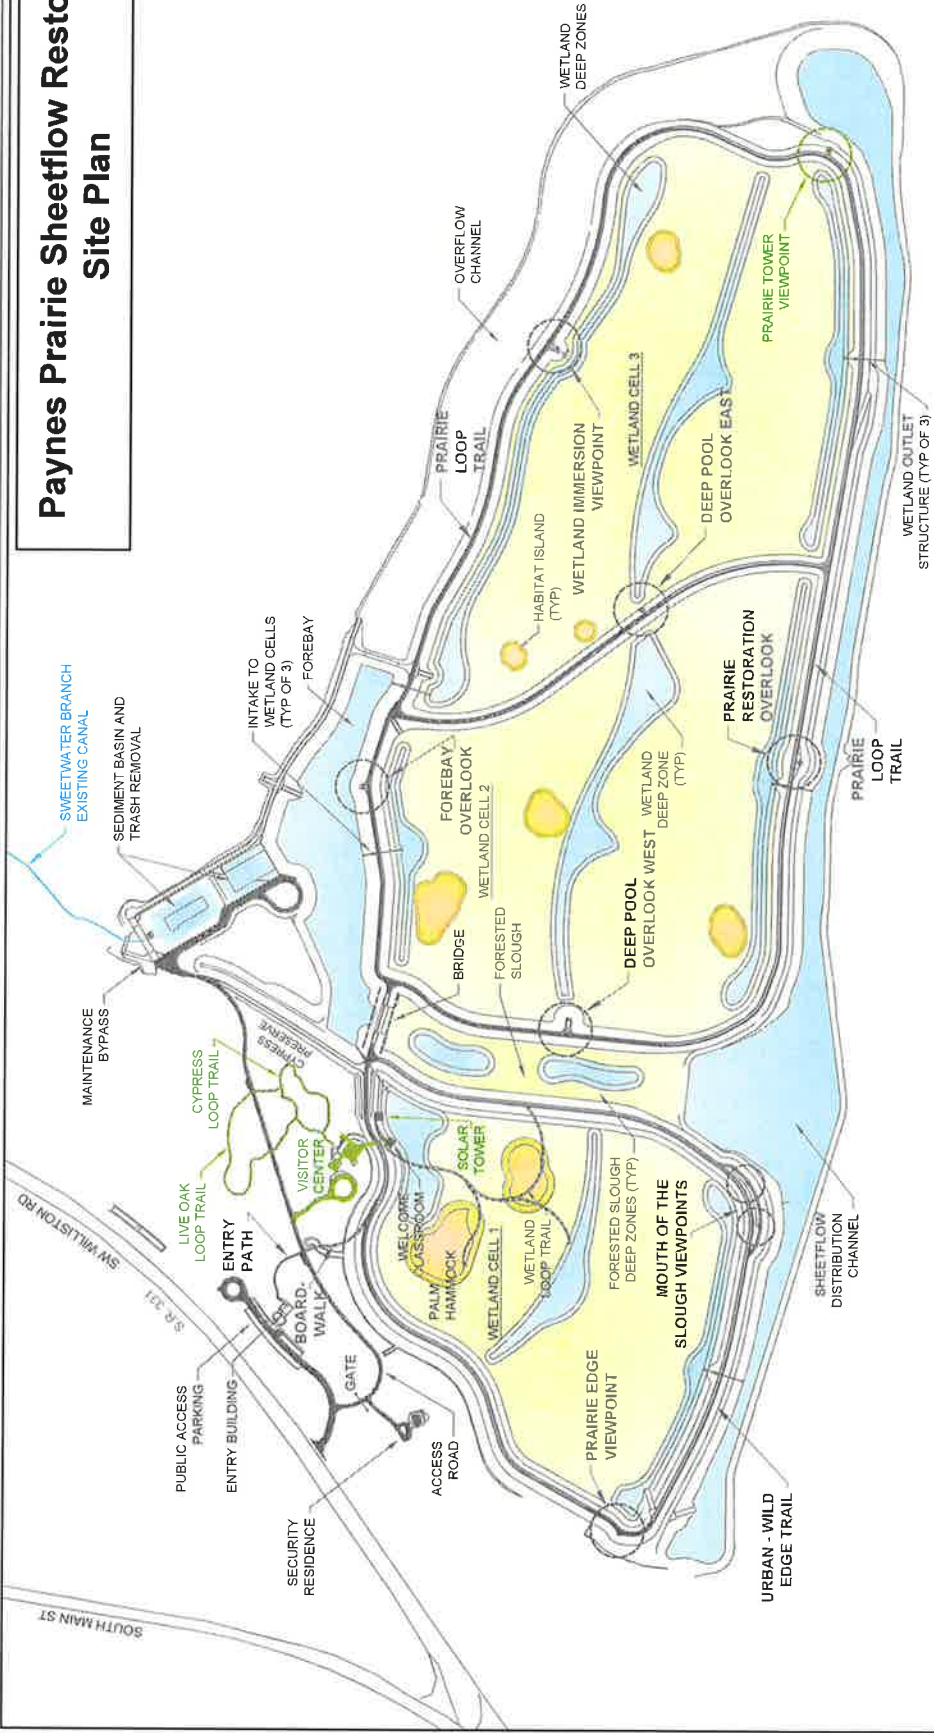 Paynes Prairie Sheetflow Resto
Site Plan
SWEETWATER BRANCH
EXISTING CANAL
SEDIMENT BASIN AND
TRASH REMOVAL
MAINTENANCE
BYPASS
INTAKE TO
WETLAND CELLS
(TYP OF 3)
FOREBAY
OVERFLOW
CHANNEL
WETLAND
DEEP ZONES
PRAIRIE
LOOP
TRAIL
SW WILLISTON RD
S.R. 331
SOUTH MAIN ST
LIVE OAK
LOOP TRAIL
CYPRESS
LOOP TRAIL
CYPRESS
PRESERVE
VISITOR
CENTER
ENTRY
PATH
BOARD-
WALK
PUBLIC ACCESS
PARKING
ENTRY BUILDING
GATE
SECURITY
RESIDENCE
ACCESS
ROAD
WELCOME
CLASSROOM
SOLAR
TOWER
PALM
HAMMOCK
WETLAND CELL 1
WETLAND
LOOP TRAIL
BRIDGE
FORESTED
SLOUGH
FORESTED SLOUGH
DEEP ZONES (TYP)
FOREBAY
OVERLOOK
WETLAND CELL 2
HABITAT ISLAND
(TYP)
WETLAND IMMERSION
VIEWPOINT
WETLAND CELL 3
DEEP POOL
OVERLOOK EAST
PRAIRIE TOWER
VIEWPOINT
DEEP POOL
OVERLOOK WEST
WETLAND
DEEP ZONE
(TYP)
PRAIRIE
RESTORATION
OVERLOOK
MOUTH OF THE
SLOUGH VIEWPOINTS
PRAIRIE EDGE
VIEWPOINT
URBAN - WILD
EDGE TRAIL
SHEETFLOW
DISTRIBUTION
CHANNEL
PRAIRIE
LOOP
TRAIL
WETLAND OUTLET
STRUCTURE (TYP OF 3)